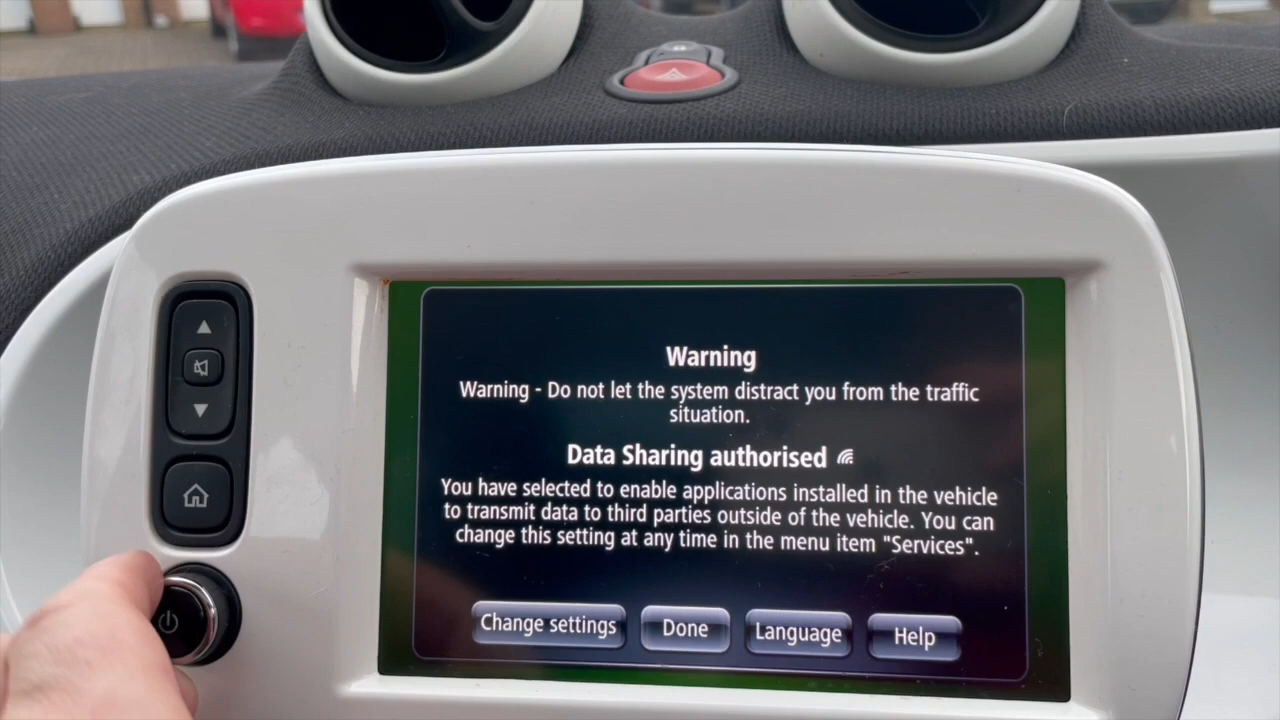 Warning
Warning - Do not let the system distract you from the traffic
situation.
Data Sharing authorised
You have selected to enable applications installed in the vehicle
to transmit data to third parties outside of the vehicle. You can
change this setting at any time in the menu item "Services".
Change settings Done Language Help